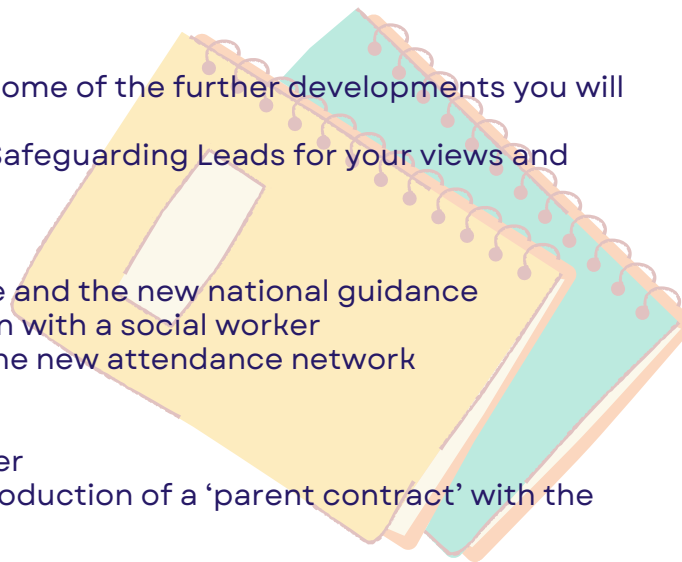 ome of the further developments you will
Safeguarding Leads for your views and
e and the new national guidance
n with a social worker
he new attendance network
er
oduction of a ‘parent contract’ with the